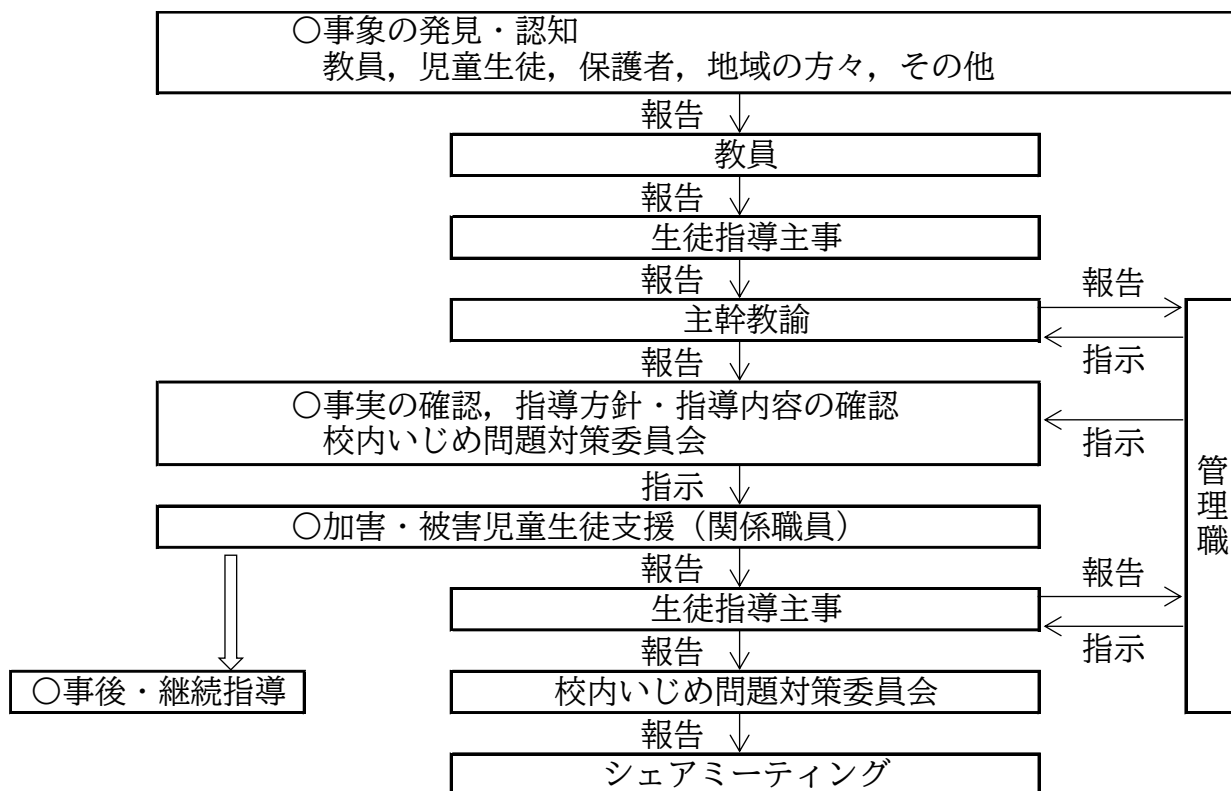 ○事象の発見・認知
教員，児童生徒，保護者，地域の方々，その他
報告
教員
報告
生徒指導主事
報告
報告
主幹教諭
指示
報告
○事実の確認，指導方針・指導内容の確認
校内いじめ問題対策委員会
指示
管理職
指示
○加害・被害児童生徒支援（関係職員）
報告
報告
生徒指導主事
指示
報告
○事後・継続指導
校内いじめ問題対策委員会
報告
シェアミーティング